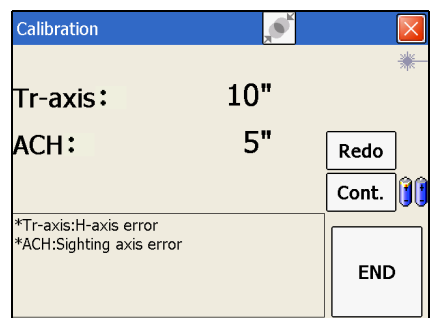 Calibration
Tr-axis: 10"
ACH: 5"
Redo
Cont.
*Tr-axis:H-axis error
*ACH:Sighting axis error
END